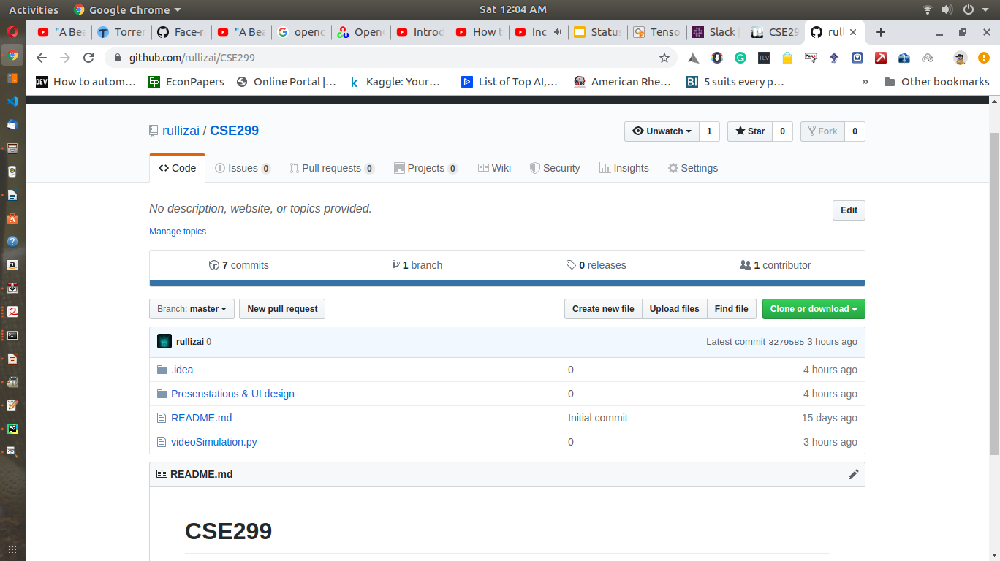 Activities Google Chrome Sat 12:04 AM
"A Bea Torren Face-r "A Bea openc Open Introd How t Inc Status Tenso Slack CSE29 rull
github.com/rullizai/CSE299 TLV
DEV How to autom… EP EconPapers Online Portal |… k Kaggle: Your… List of Top AI,… American Rhe… BI 5 suits every p… » Other bookmarks
rullizai / CSE299 Unwatch 1 Star 0 Fork 0
Code Issues 0 Pull requests 0 Projects 0 Wiki Security Insights Settings
No description, website, or topics provided. Edit
Manage topics
7 commits 1 branch 0 releases 1 contributor
Branch: master New pull request Create new file Upload files Find file Clone or download
rullizai 0 Latest commit 3279585 3 hours ago
.idea 0 4 hours ago
Presenstations & UI design 0 4 hours ago
README.md Initial commit 15 days ago
videoSimulation.py 0 3 hours ago
README.md
CSE299